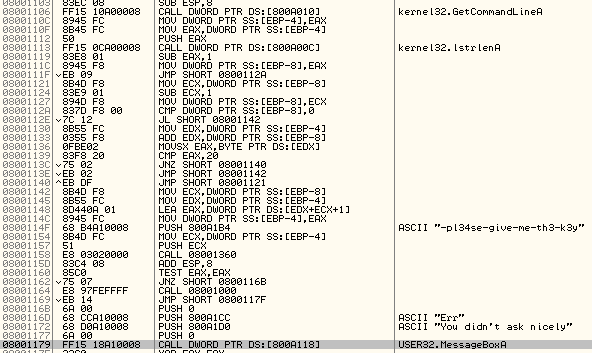 08001103 83EC 08 SUB ESP,8
08001106 FF15 10A00008 CALL DWORD PTR DS:[800A010] kernel32.GetCommandLineA
0800110C 8945 FC MOV DWORD PTR SS:[EBP-4],EAX
0800110F 8B45 FC MOV EAX,DWORD PTR SS:[EBP-4]
08001112 50 PUSH EAX
08001113 FF15 0CA00008 CALL DWORD PTR DS:[800A00C] kernel32.lstrlenA
08001119 83E8 01 SUB EAX,1
0800111C 8945 F8 MOV DWORD PTR SS:[EBP-8],EAX
0800111F EB 09 JMP SHORT 0800112A
08001121 8B4D F8 MOV ECX,DWORD PTR SS:[EBP-8]
08001124 83E9 01 SUB ECX,1
08001127 894D F8 MOV DWORD PTR SS:[EBP-8],ECX
0800112A 837D F8 00 CMP DWORD PTR SS:[EBP-8],0
0800112E 7C 12 JL SHORT 08001142
08001130 8B55 FC MOV EDX,DWORD PTR SS:[EBP-4]
08001133 0355 F8 ADD EDX,DWORD PTR SS:[EBP-8]
08001136 0FBE02 MOVSX EAX,BYTE PTR DS:[EDX]
08001139 83F8 20 CMP EAX,20
0800113C 75 02 JNZ SHORT 08001140
0800113E EB 02 JMP SHORT 08001142
08001140 EB DF JMP SHORT 08001121
08001142 8B4D F8 MOV ECX,DWORD PTR SS:[EBP-8]
08001145 8B55 FC MOV EDX,DWORD PTR SS:[EBP-4]
08001148 8D440A 01 LEA EAX,DWORD PTR DS:[EDX+ECX+1]
0800114C 8945 FC MOV DWORD PTR SS:[EBP-4],EAX
0800114F 68 B4A10008 PUSH 800A1B4 ASCII "-pl34se-give-me-th3-k3y"
08001154 8B4D FC MOV ECX,DWORD PTR SS:[EBP-4]
08001157 51 PUSH ECX
08001158 E8 03020000 CALL 08001360
0800115D 83C4 08 ADD ESP,8
08001160 85C0 TEST EAX,EAX
08001162 75 07 JNZ SHORT 0800116B
08001164 E8 97FEFFFF CALL 08001000
08001169 EB 14 JMP SHORT 0800117F
0800116B 6A 00 PUSH 0
0800116D 68 CCA10008 PUSH 800A1CC ASCII "Err"
08001172 68 D0A10008 PUSH 800A1D0 ASCII "You didn't ask nicely"
08001177 6A 00 PUSH 0
08001179 FF15 18A10008 CALL DWORD PTR DS:[800A118] USER32.MessageBoxA